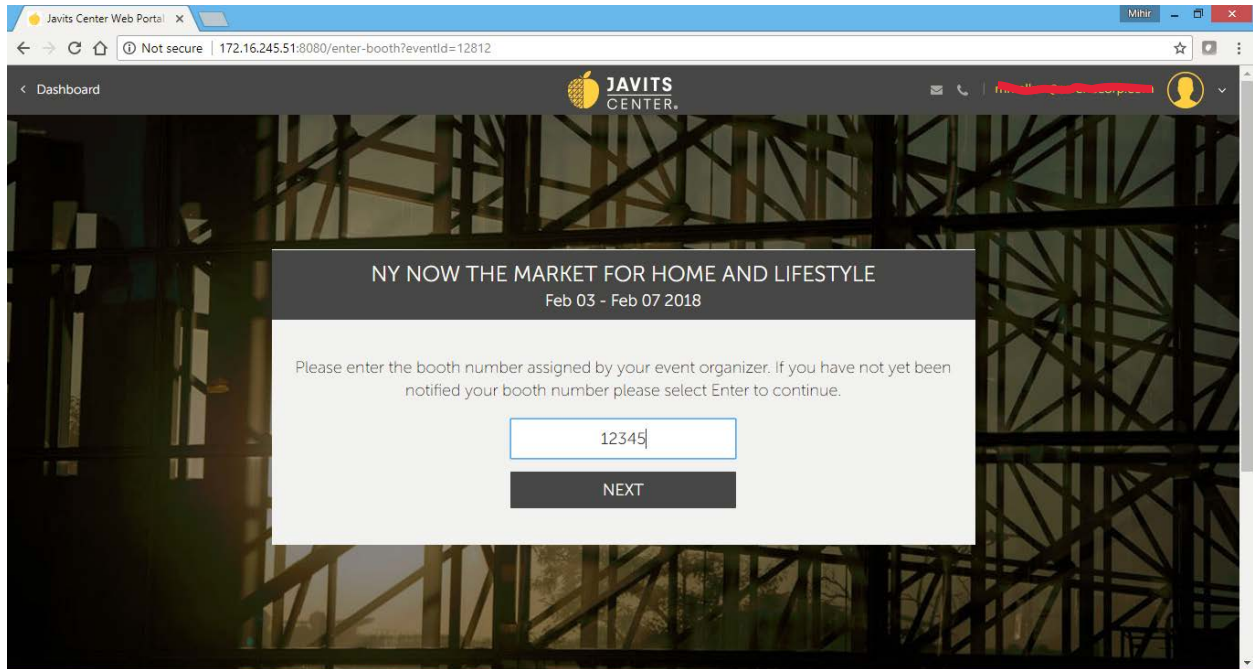 Javits Center Web Portal
Mihir
Not secure | 172.16.245.51:8080/enter-booth?eventId=12812
< Dashboard
JAVITS
CENTER.
NY NOW THE MARKET FOR HOME AND LIFESTYLE
Feb 03 - Feb 07 2018
Please enter the booth number assigned by your event organizer. If you have not yet been
notified your booth number please select Enter to continue.
12345
NEXT